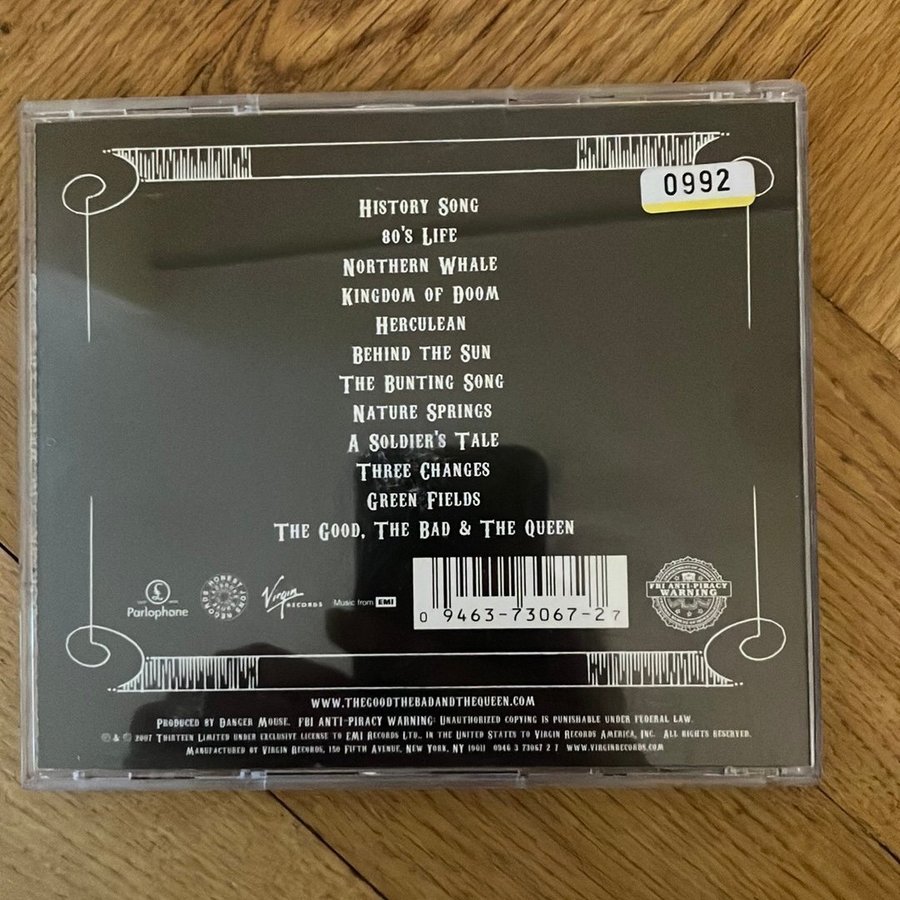 0992
History Song
80's Life
Northern Whale
Kingdom of Doom
Herculean
Behind the Sun
The Bunting Song
Nature Springs
A Soldier's Tale
Three Changes
Green Fields
The Good, The Bad & The Queen
Parlophone
HONEST JON'S RECORDS
Virgin RECORDS
Music from EMI
0 9463-73067-2 7
FBI ANTI-PIRACY WARNING
WWW.THEGOODTHEBADANDTHEQUEEN.COM
Produced by Danger Mouse. FBI ANTI-PIRACY WARNING: Unauthorized copying is punishable under federal law.
℗ & © 2007 Thirteen Limited under exclusive license to EMI Records Ltd., in the United States to Virgin Records America, Inc. All rights reserved.
Manufactured by Virgin Records, 150 Fifth Avenue, New York, NY 10011 0946 3 73067 2 7 www.virginrecords.com